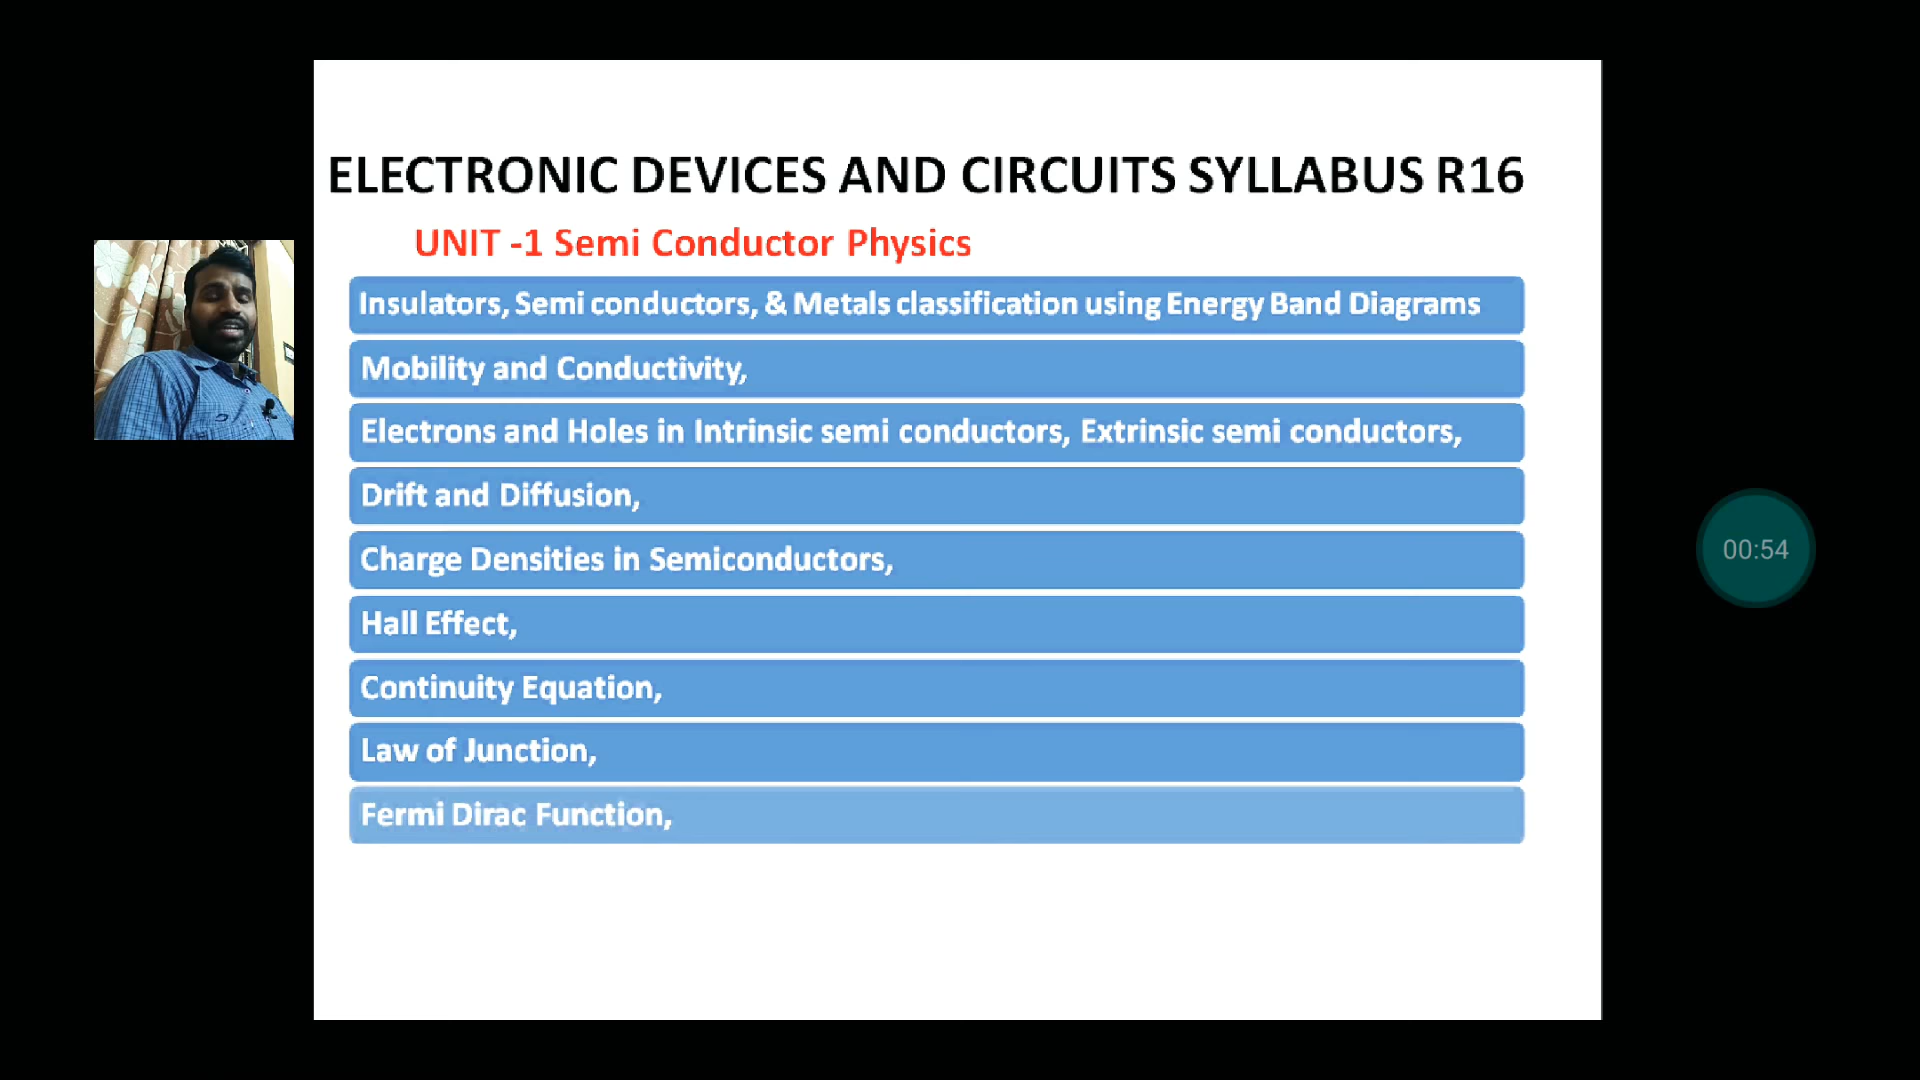 ELECTRONIC DEVICES AND CIRCUITS SYLLABUS R16
UNIT -1 Semi Conductor Physics
Insulators, Semi conductors, & Metals classification using Energy Band Diagrams
Mobility and Conductivity,
Electrons and Holes in Intrinsic semi conductors, Extrinsic semi conductors,
Drift and Diffusion,
Charge Densities in Semiconductors,
Hall Effect,
Continuity Equation,
Law of Junction,
Fermi Dirac Function,
00:54